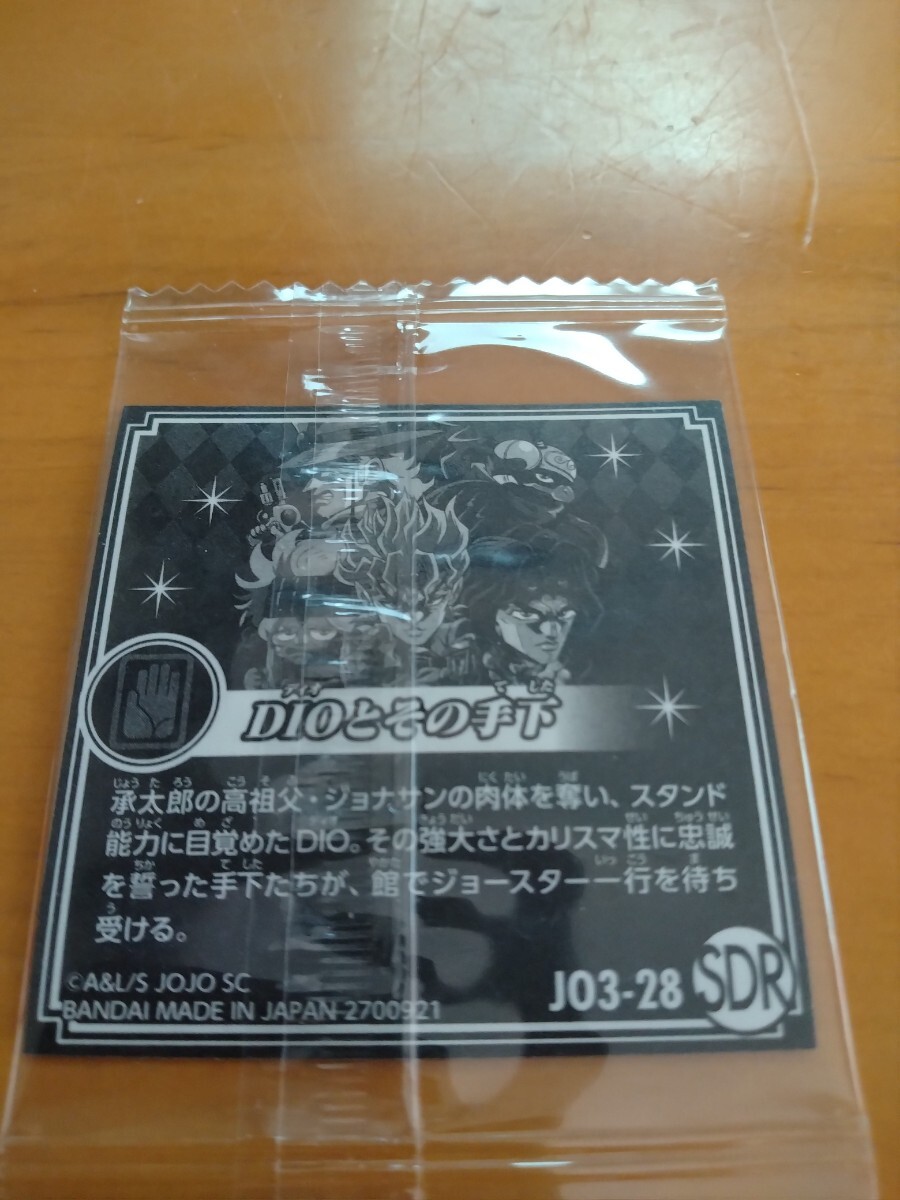 DIOとその手下
承太郎の高祖父・ジョナサンの肉体を奪い、スタンド
能力に目覚めたDIO。その強大さとカリスマ性に忠誠
を誓った手下たちが、館でジョースター一行を待ち
受ける。
©A&L/S JOJO SC
BANDAI MADE IN JAPAN 2700921
JO3-28 SDR